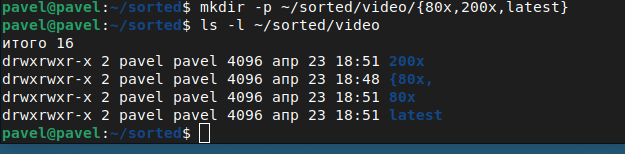 pavel@pavel:~/sorted$ mkdir -p ~/sorted/video/{80x,200x,latest}
pavel@pavel:~/sorted$ ls -l ~/sorted/video
итого 16
drwxrwxr-x 2 pavel pavel 4096 апр 23 18:51 200x
drwxrwxr-x 2 pavel pavel 4096 апр 23 18:48 {80x,
drwxrwxr-x 2 pavel pavel 4096 апр 23 18:51 80x
drwxrwxr-x 2 pavel pavel 4096 апр 23 18:51 latest
pavel@pavel:~/sorted$